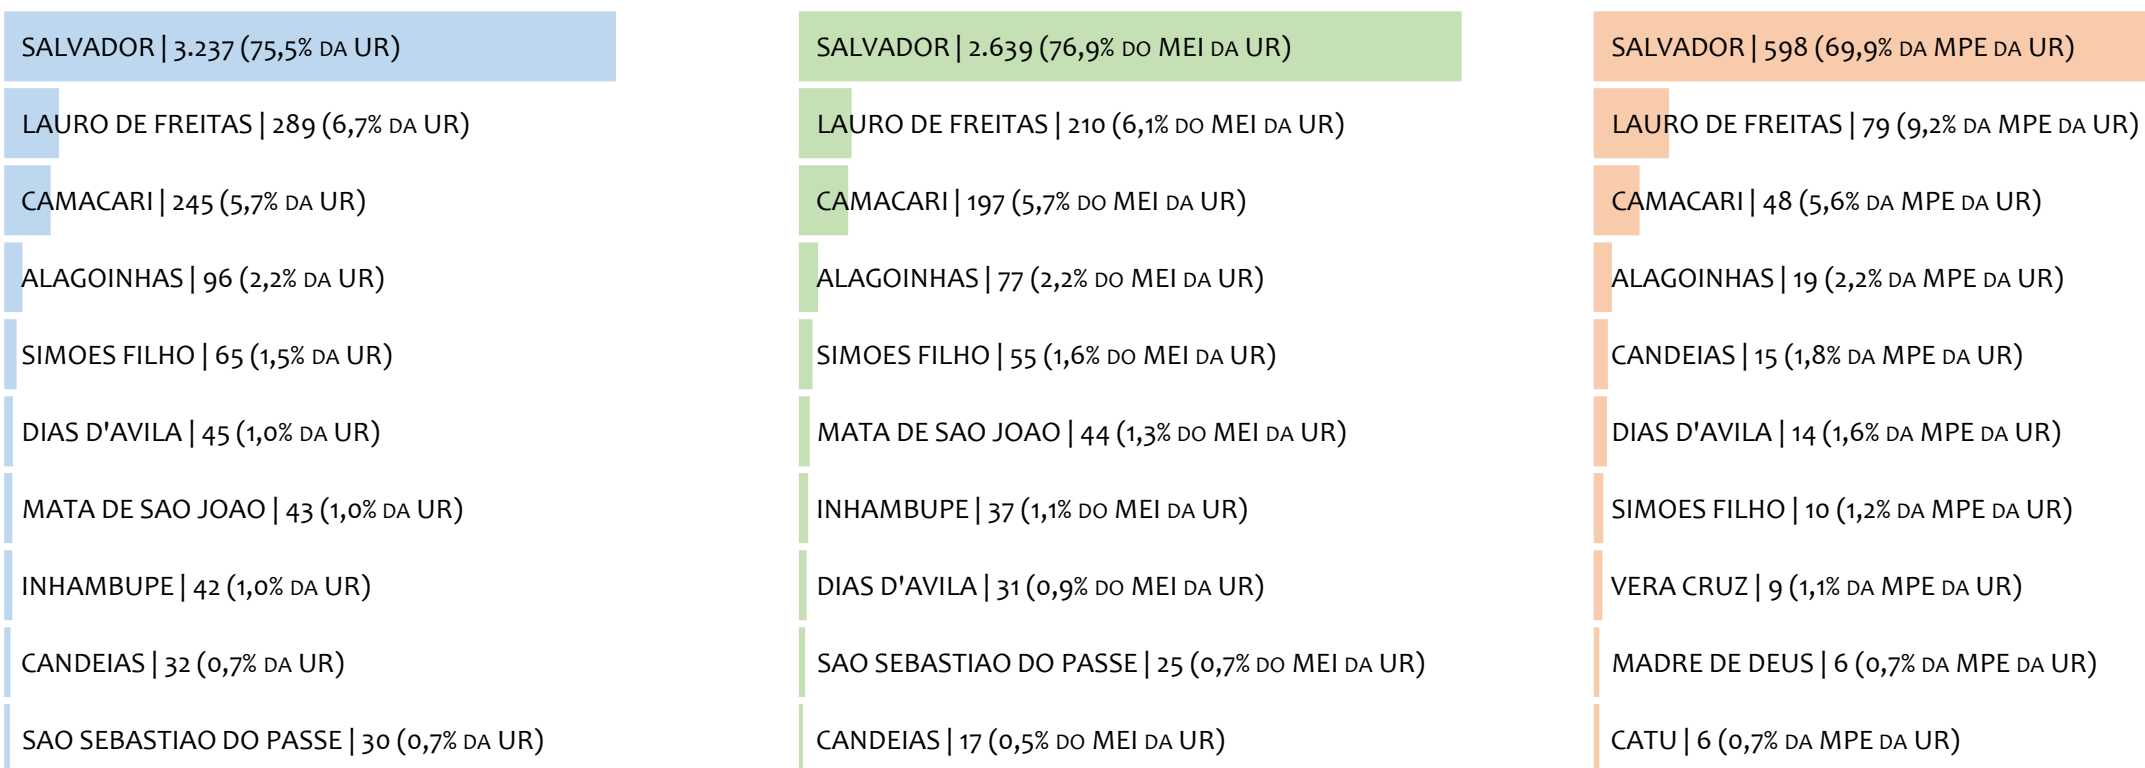 SALVADOR | 3.237 (75,5% DA UR)
LAURO DE FREITAS | 289 (6,7% DA UR)
CAMACARI | 245 (5,7% DA UR)
ALAGOINHAS | 96 (2,2% DA UR)
SIMOES FILHO | 65 (1,5% DA UR)
DIAS D'AVILA | 45 (1,0% DA UR)
MATA DE SAO JOAO | 43 (1,0% DA UR)
INHAMBUPE | 42 (1,0% DA UR)
CANDEIAS | 32 (0,7% DA UR)
SAO SEBASTIAO DO PASSE | 30 (0,7% DA UR)
SALVADOR | 2.639 (76,9% DO MEI DA UR)
LAURO DE FREITAS | 210 (6,1% DO MEI DA UR)
CAMACARI | 197 (5,7% DO MEI DA UR)
ALAGOINHAS | 77 (2,2% DO MEI DA UR)
SIMOES FILHO | 55 (1,6% DO MEI DA UR)
MATA DE SAO JOAO | 44 (1,3% DO MEI DA UR)
INHAMBUPE | 37 (1,1% DO MEI DA UR)
DIAS D'AVILA | 31 (0,9% DO MEI DA UR)
SAO SEBASTIAO DO PASSE | 25 (0,7% DO MEI DA UR)
CANDEIAS | 17 (0,5% DO MEI DA UR)
SALVADOR | 598 (69,9% DA MPE DA UR)
LAURO DE FREITAS | 79 (9,2% DA MPE DA UR)
CAMACARI | 48 (5,6% DA MPE DA UR)
ALAGOINHAS | 19 (2,2% DA MPE DA UR)
CANDEIAS | 15 (1,8% DA MPE DA UR)
DIAS D'AVILA | 14 (1,6% DA MPE DA UR)
SIMOES FILHO | 10 (1,2% DA MPE DA UR)
VERA CRUZ | 9 (1,1% DA MPE DA UR)
MADRE DE DEUS | 6 (0,7% DA MPE DA UR)
CATU | 6 (0,7% DA MPE DA UR)